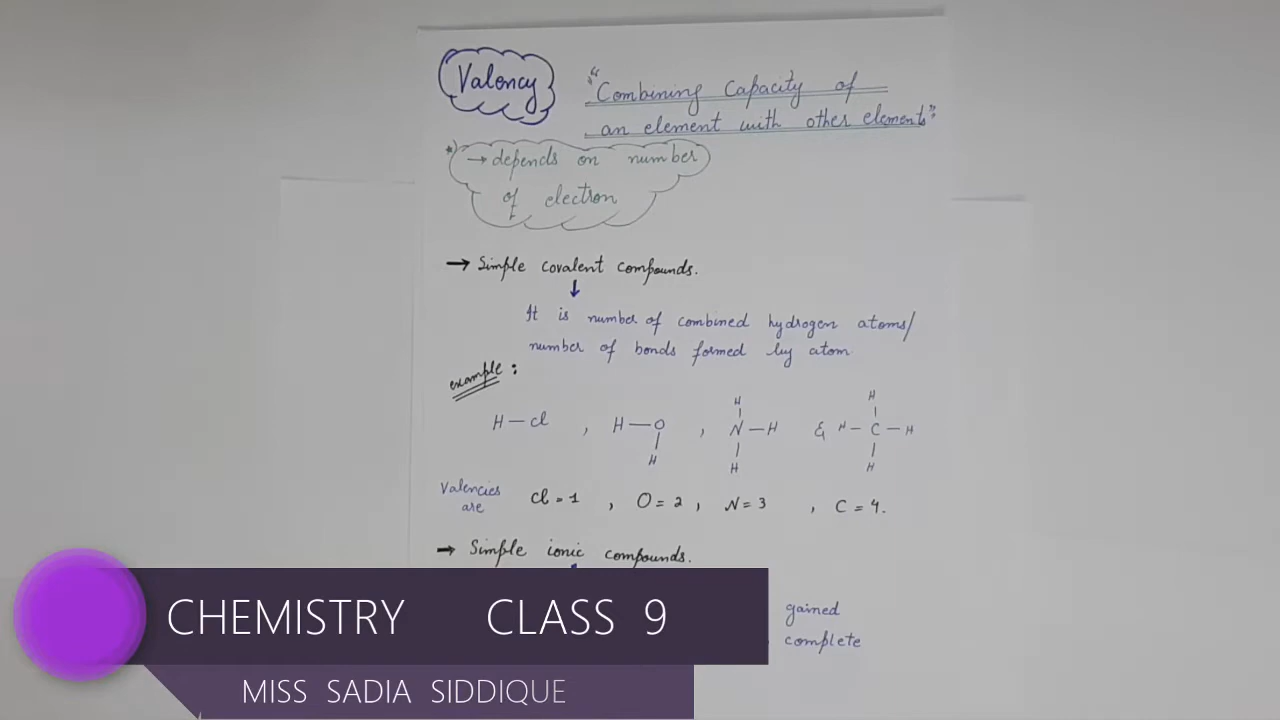 Valency
"Combining Capacity of
an element with other elements"
*) → depends on number
of electron
→ Simple covalent compounds.
↓
It is number of combined hydrogen atoms/
number of bonds formed by atom
example :
H
H
H — Cl , H — O , N — H & H — C — H
H
H
H
Valencies
are
Cl = 1 , O = 2 , N = 3 , C = 4.
→ Simple ionic compounds.
gained
complete
CHEMISTRY CLASS 9
MISS SADIA SIDDIQUE